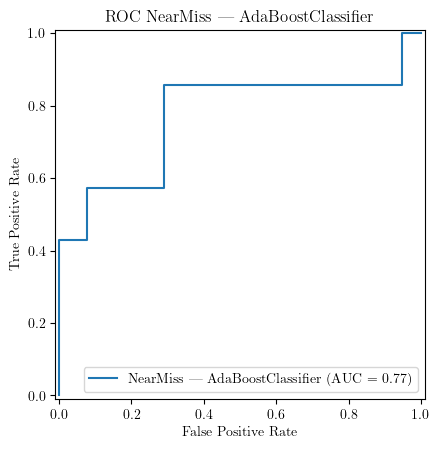 ROC NearMiss — AdaBoostClassifier
1.0
0.8
0.6
0.4
0.2
0.0
True Positive Rate
NearMiss — AdaBoostClassifier (AUC = 0.77)
0.0 0.2 0.4 0.6 0.8 1.0
False Positive Rate